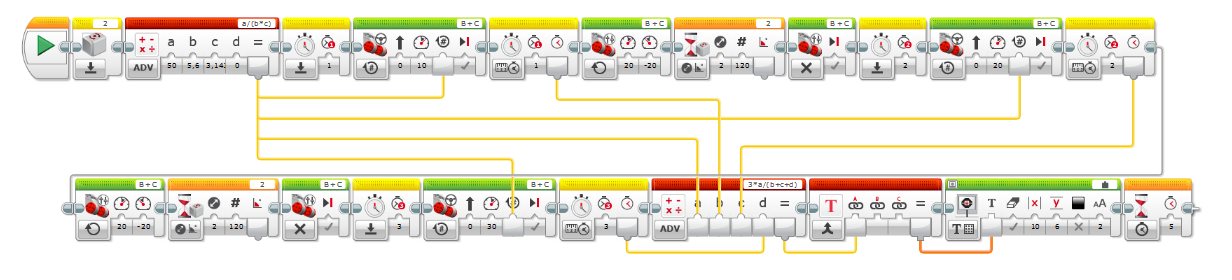 2 a/(b*c) B+C B+C 2 B+C B+C
+ - × ÷ a b c d = # # #
ADV 50 5,6 3,14 0 1 # 0 10 1 20 -20 2 120 2 # 0 20 2
B+C 2 B+C B+C 3*a/(b+c+d)
# # + - × ÷ a b c d = T A B C = T x y AA
20 -20 2 120 3 # 0 30 3 ADV T 10 6 2 5